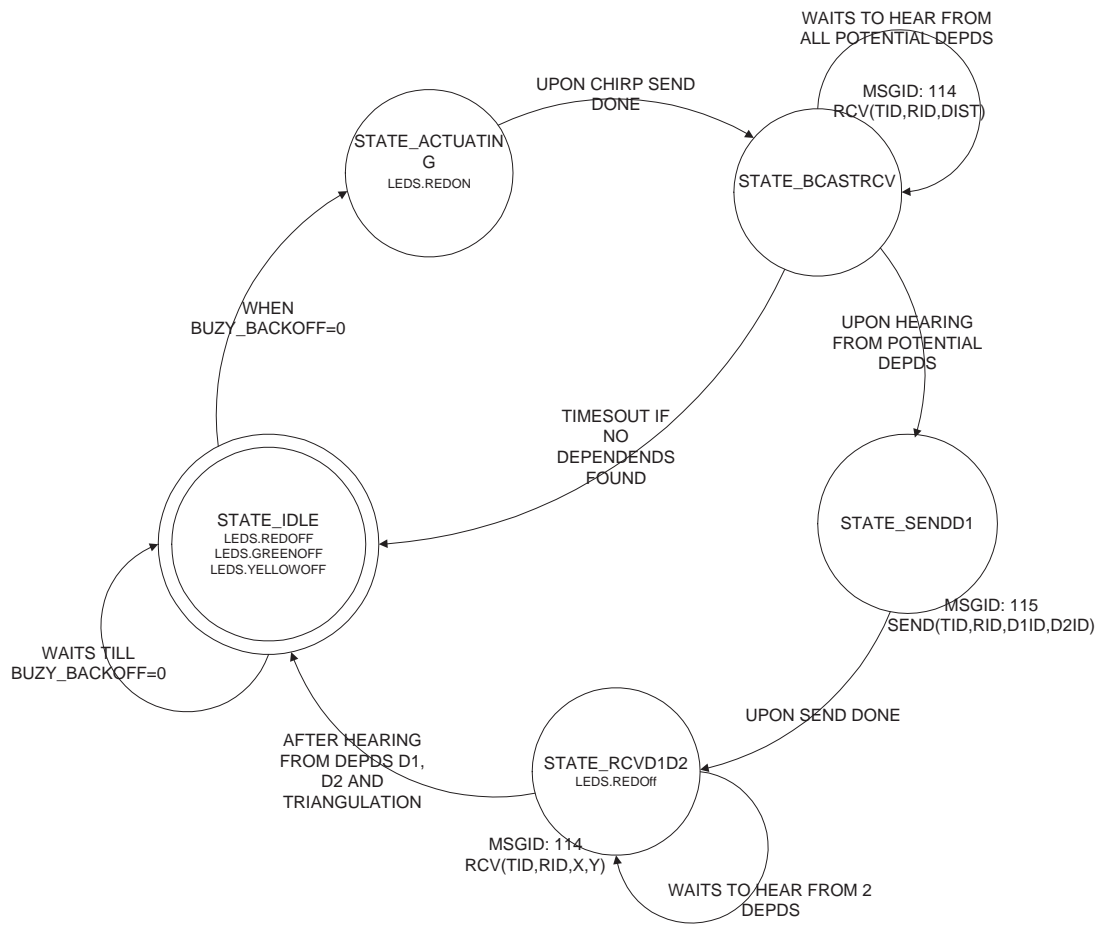 WAITS TO HEAR FROM
ALL POTENTIAL DEPDS
MSGID: 114
RCV(TID,RID,DIST)
UPON CHIRP SEND
DONE
STATE_ACTUATIN
G
LEDS.REDON
STATE_BCASTRCV
WHEN
BUZY_BACKOFF=0
UPON HEARING
FROM POTENTIAL
DEPDS
TIMESOUT IF
NO
DEPENDENDS
FOUND
STATE_IDLE
LEDS.REDOFF
LEDS.GREENOFF
LEDS.YELLOWOFF
STATE_SENDD1
MSGID: 115
SEND(TID,RID,D1ID,D2ID)
WAITS TILL
BUZY_BACKOFF=0
UPON SEND DONE
AFTER HEARING
FROM DEPDS D1,
D2 AND
TRIANGULATION
STATE_RCVD1D2
LEDS.REDOff
MSGID: 114
RCV(TID,RID,X,Y)
WAITS TO HEAR FROM 2
DEPDS